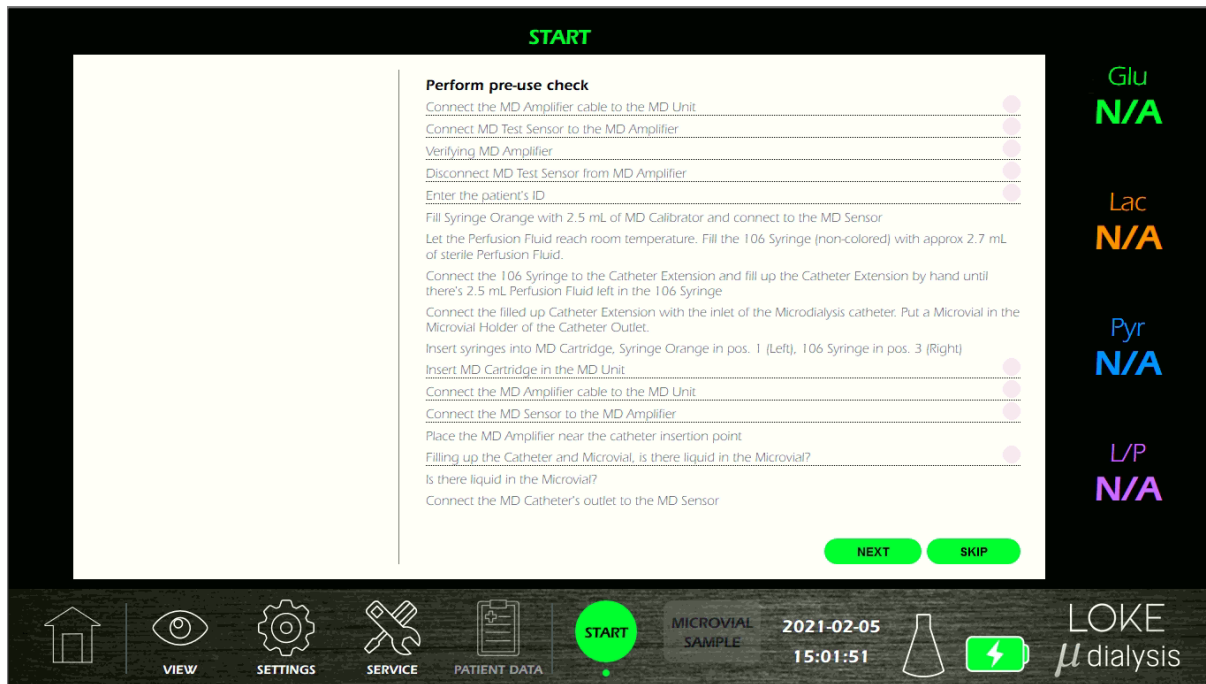 START
Perform pre-use check
Connect the MD Amplifier cable to the MD Unit
Connect MD Test Sensor to the MD Amplifier
Verifying MD Amplifier
Disconnect MD Test Sensor from MD Amplifier
Enter the patient's ID
Fill Syringe Orange with 2.5 mL of MD Calibrator and connect to the MD Sensor
Let the Perfusion Fluid reach room temperature. Fill the 106 Syringe (non-colored) with approx 2.7 mL
of sterile Perfusion Fluid.
Connect the 106 Syringe to the Catheter Extension and fill up the Catheter Extension by hand until
there's 2.5 mL Perfusion Fluid left in the 106 Syringe
Connect the filled up Catheter Extension with the inlet of the Microdialysis catheter. Put a Microvial in the
Microvial Holder of the Catheter Outlet.
Insert syringes into MD Cartridge, Syringe Orange in pos. 1 (Left), 106 Syringe in pos. 3 (Right)
Insert MD Cartridge in the MD Unit
Connect the MD Amplifier cable to the MD Unit
Connect the MD Sensor to the MD Amplifier
Place the MD Amplifier near the catheter insertion point
Filling up the Catheter and Microvial, is there liquid in the Microvial?
Is there liquid in the Microvial?
Connect the MD Catheter's outlet to the MD Sensor
NEXT
SKIP
Glu
N/A
Lac
N/A
Pyr
N/A
L/P
N/A
VIEW
SETTINGS
SERVICE
PATIENT DATA
START
MICROVIAL
SAMPLE
2021-02-05
15:01:51
LOKE
μ dialysis